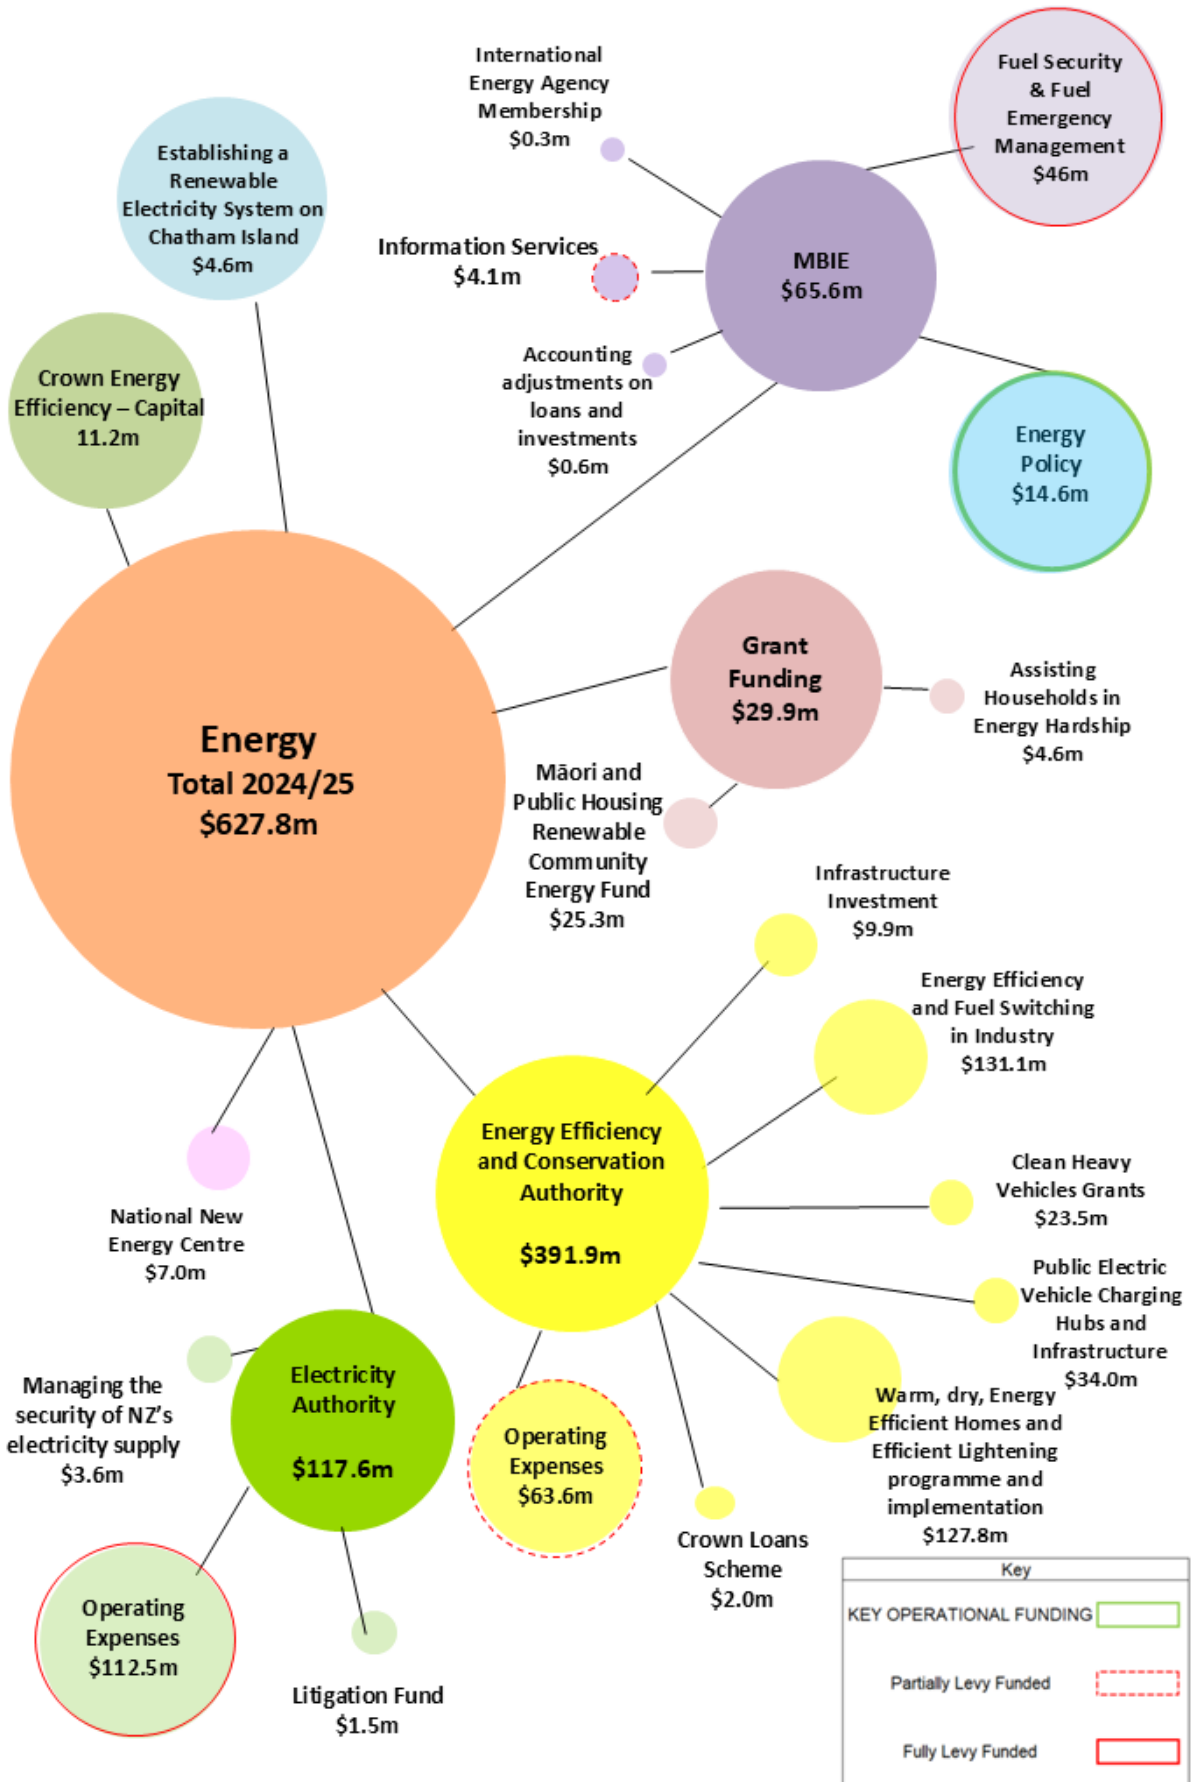 International
Energy Agency
Membership
$0.3m
Fuel Security
& Fuel
Emergency
Management
$46m
Establishing a
Renewable
Electricity System on
Chatham Island
$4.6m
Information Services
$4.1m
MBIE
$65.6m
Crown Energy
Efficiency – Capital
11.2m
Accounting
adjustments on
loans and
investments
$0.6m
Energy
Policy
$14.6m
Grant
Funding
$29.9m
Assisting
Households in
Energy Hardship
$4.6m
Energy
Total 2024/25
$627.8m
Māori and
Public Housing
Renewable
Community
Energy Fund
$25.3m
Infrastructure
Investment
$9.9m
Energy Efficiency
and Fuel Switching
in Industry
$131.1m
Energy Efficiency
and Conservation
Authority
$391.9m
Clean Heavy
Vehicles Grants
$23.5m
National New
Energy Centre
$7.0m
Public Electric
Vehicle Charging
Hubs and
Infrastructure
$34.0m
Electricity
Authority
$117.6m
Managing the
security of NZ’s
electricity supply
$3.6m
Operating
Expenses
$63.6m
Warm, dry, Energy
Efficient Homes and
Efficient Lightening
programme and
implementation
$127.8m
Crown Loans
Scheme
$2.0m
Operating
Expenses
$112.5m
Litigation Fund
$1.5m
Key
KEY OPERATIONAL FUNDING
Partially Levy Funded
Fully Levy Funded